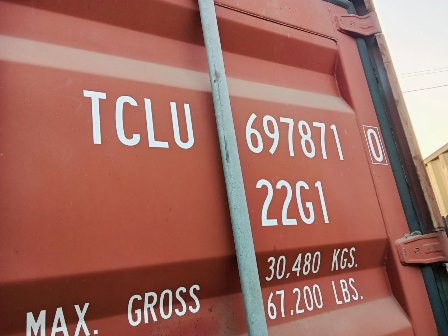 TCLU 697871 0
22G1
30,480 KGS.
MAX. GROSS 67,200 LBS.